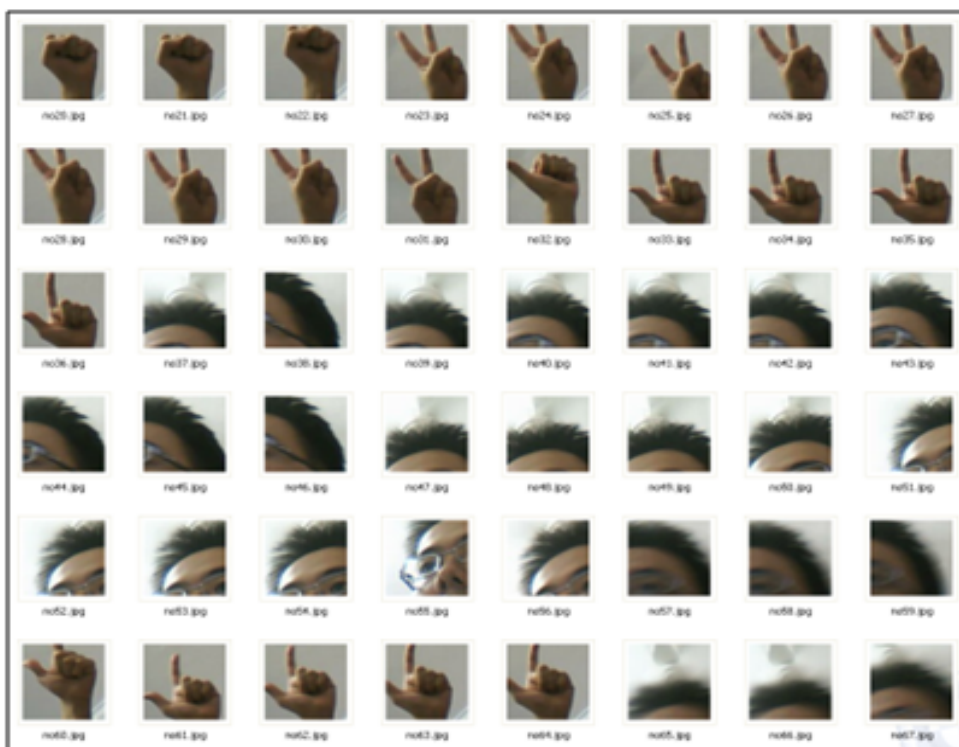 no20.jpg no21.jpg no22.jpg no23.jpg no24.jpg no25.jpg no26.jpg no27.jpg
no28.jpg no29.jpg no30.jpg no31.jpg no32.jpg no33.jpg no34.jpg no35.jpg
no36.jpg no37.jpg no38.jpg no39.jpg no40.jpg no41.jpg no42.jpg no43.jpg
no44.jpg no45.jpg no46.jpg no47.jpg no48.jpg no49.jpg no50.jpg no51.jpg
no52.jpg no53.jpg no54.jpg no55.jpg no56.jpg no57.jpg no58.jpg no59.jpg
no60.jpg no61.jpg no62.jpg no63.jpg no64.jpg no65.jpg no66.jpg no67.jpg